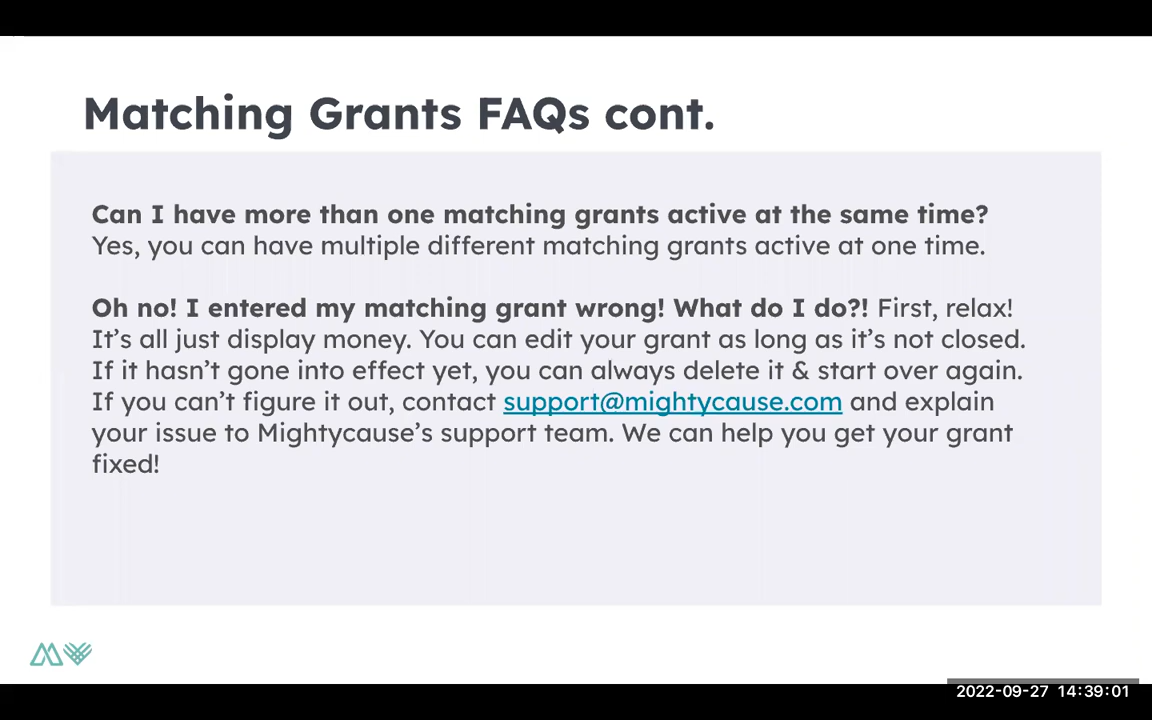 Matching Grants FAQs cont.
Can I have more than one matching grants active at the same time?
Yes, you can have multiple different matching grants active at one time.
Oh no! I entered my matching grant wrong! What do I do?! First, relax!
It’s all just display money. You can edit your grant as long as it’s not closed.
If it hasn’t gone into effect yet, you can always delete it & start over again.
If you can’t figure it out, contact support@mightycause.com and explain
your issue to Mightycause’s support team. We can help you get your grant
fixed!
2022-09-27 14:39:01